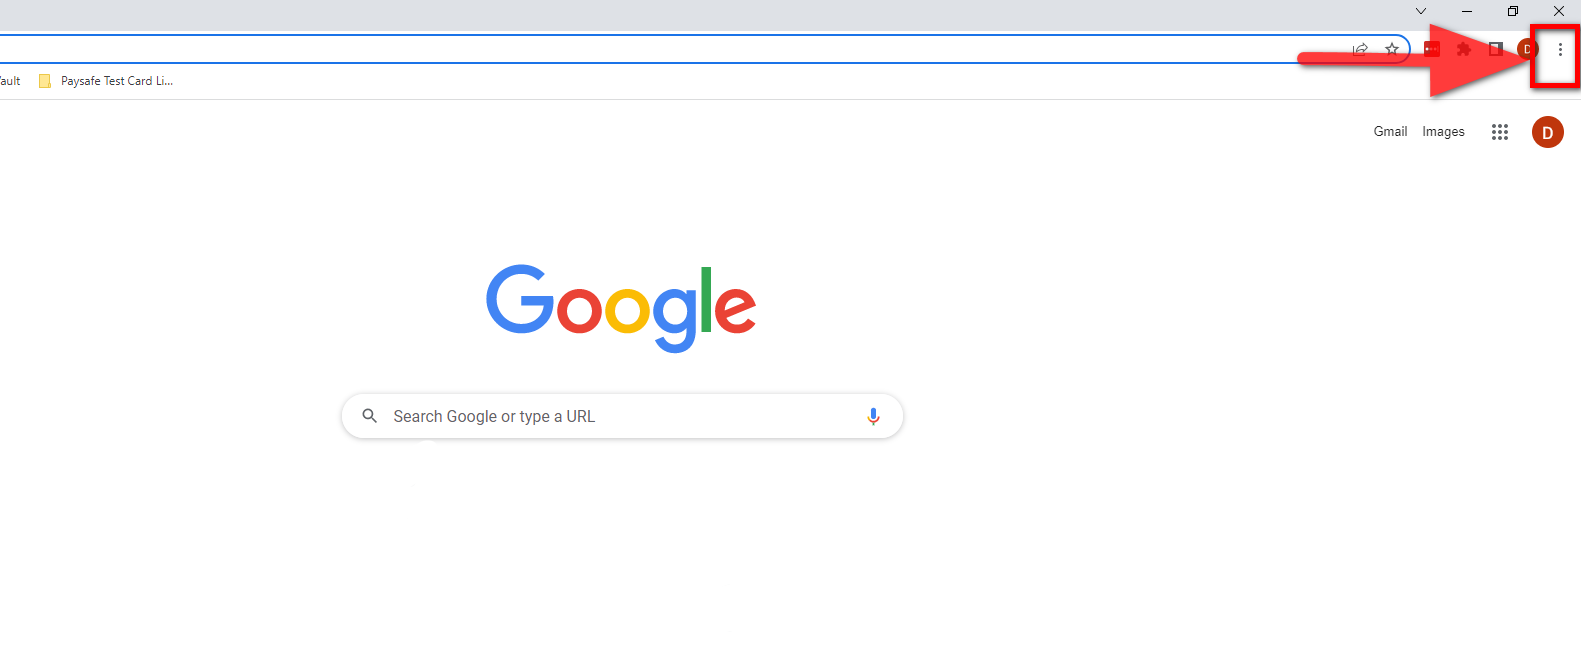 D
ault Paysafe Test Card Li...
Gmail Images D
Google
Search Google or type a URL